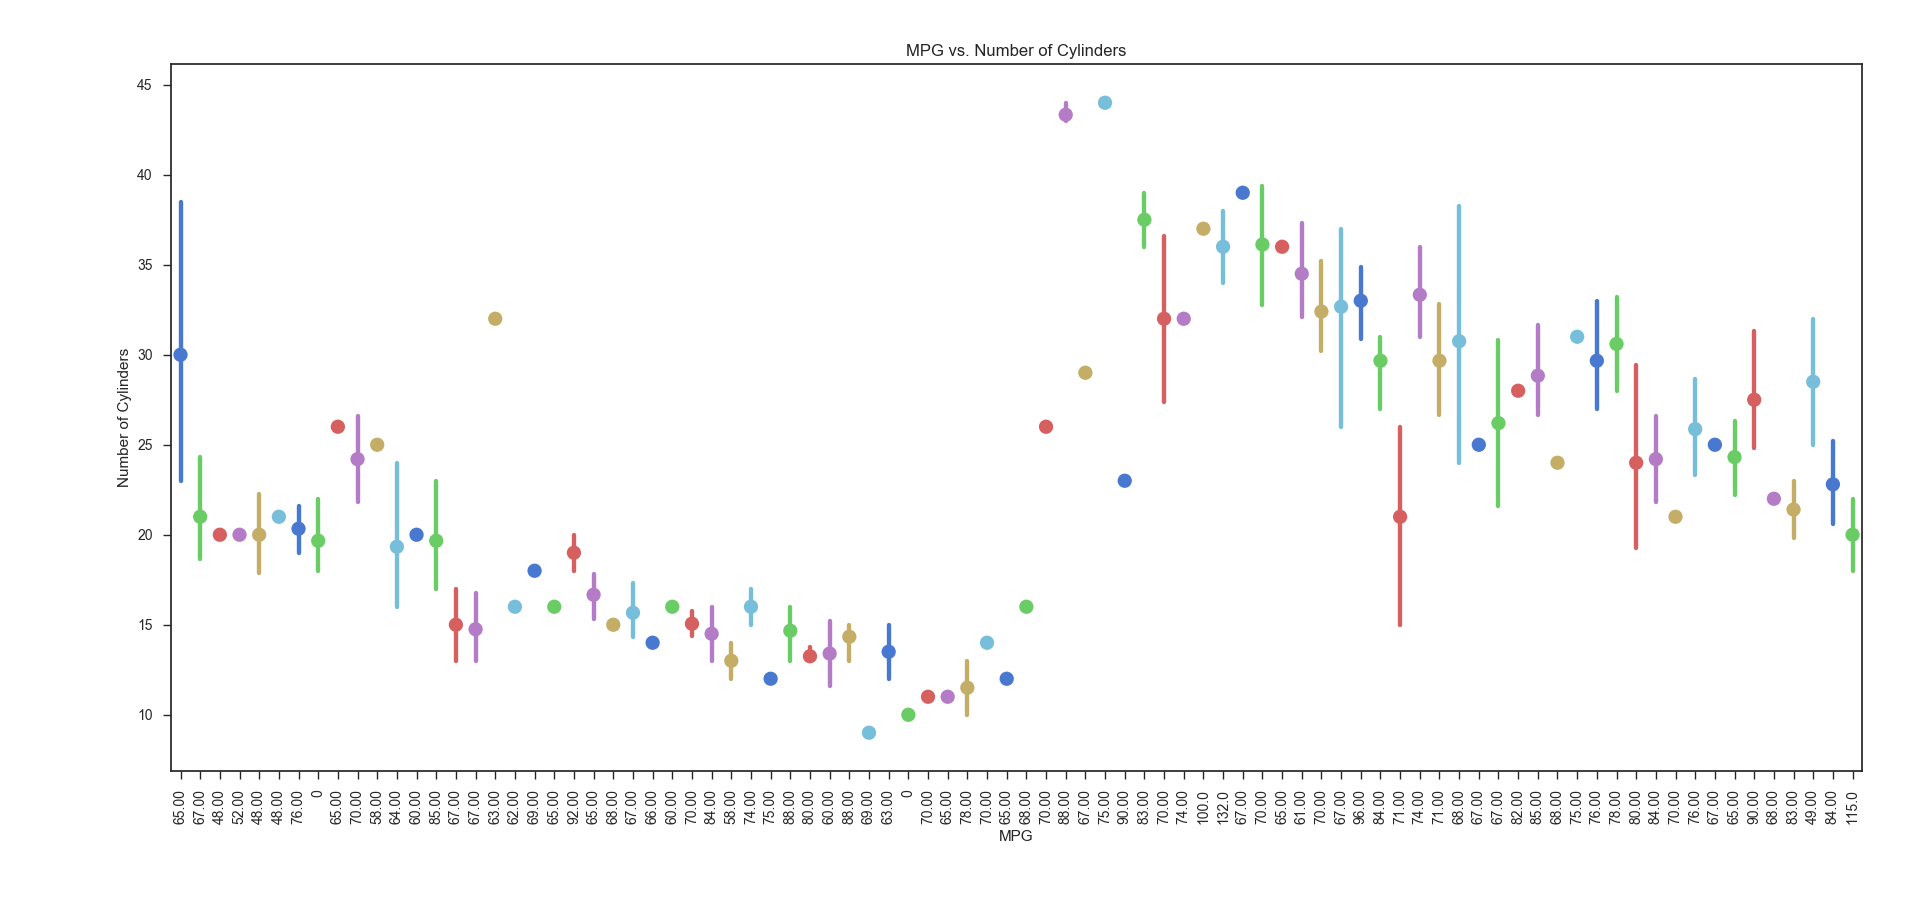 MPG vs. Number of Cylinders
45
40
35
30
25
20
15
10
Number of Cylinders
65.00 67.00 48.00 52.00 48.00 48.00 76.00 0 65.00 70.00 58.00 64.00 60.00 85.00 67.00 67.00 63.00 62.00 69.00 60.00 92.00 65.00 68.00 67.00 66.00 60.00 70.00 84.00 58.00 74.00 75.00 88.00 80.00 60.00 88.00 69.00 63.00 0 70.00 65.00 78.00 70.00 65.00 68.00 70.00 88.00 67.00 75.00 90.00 83.00 70.00 74.00 100.0 132.0 67.00 70.00 65.00 61.00 70.00 67.00 96.00 84.00 71.00 74.00 71.00 68.00 67.00 67.00 82.00 85.00 68.00 75.00 76.00 78.00 80.00 84.00 70.00 76.00 67.00 65.00 90.00 68.00 83.00 49.00 84.00 115.0
MPG